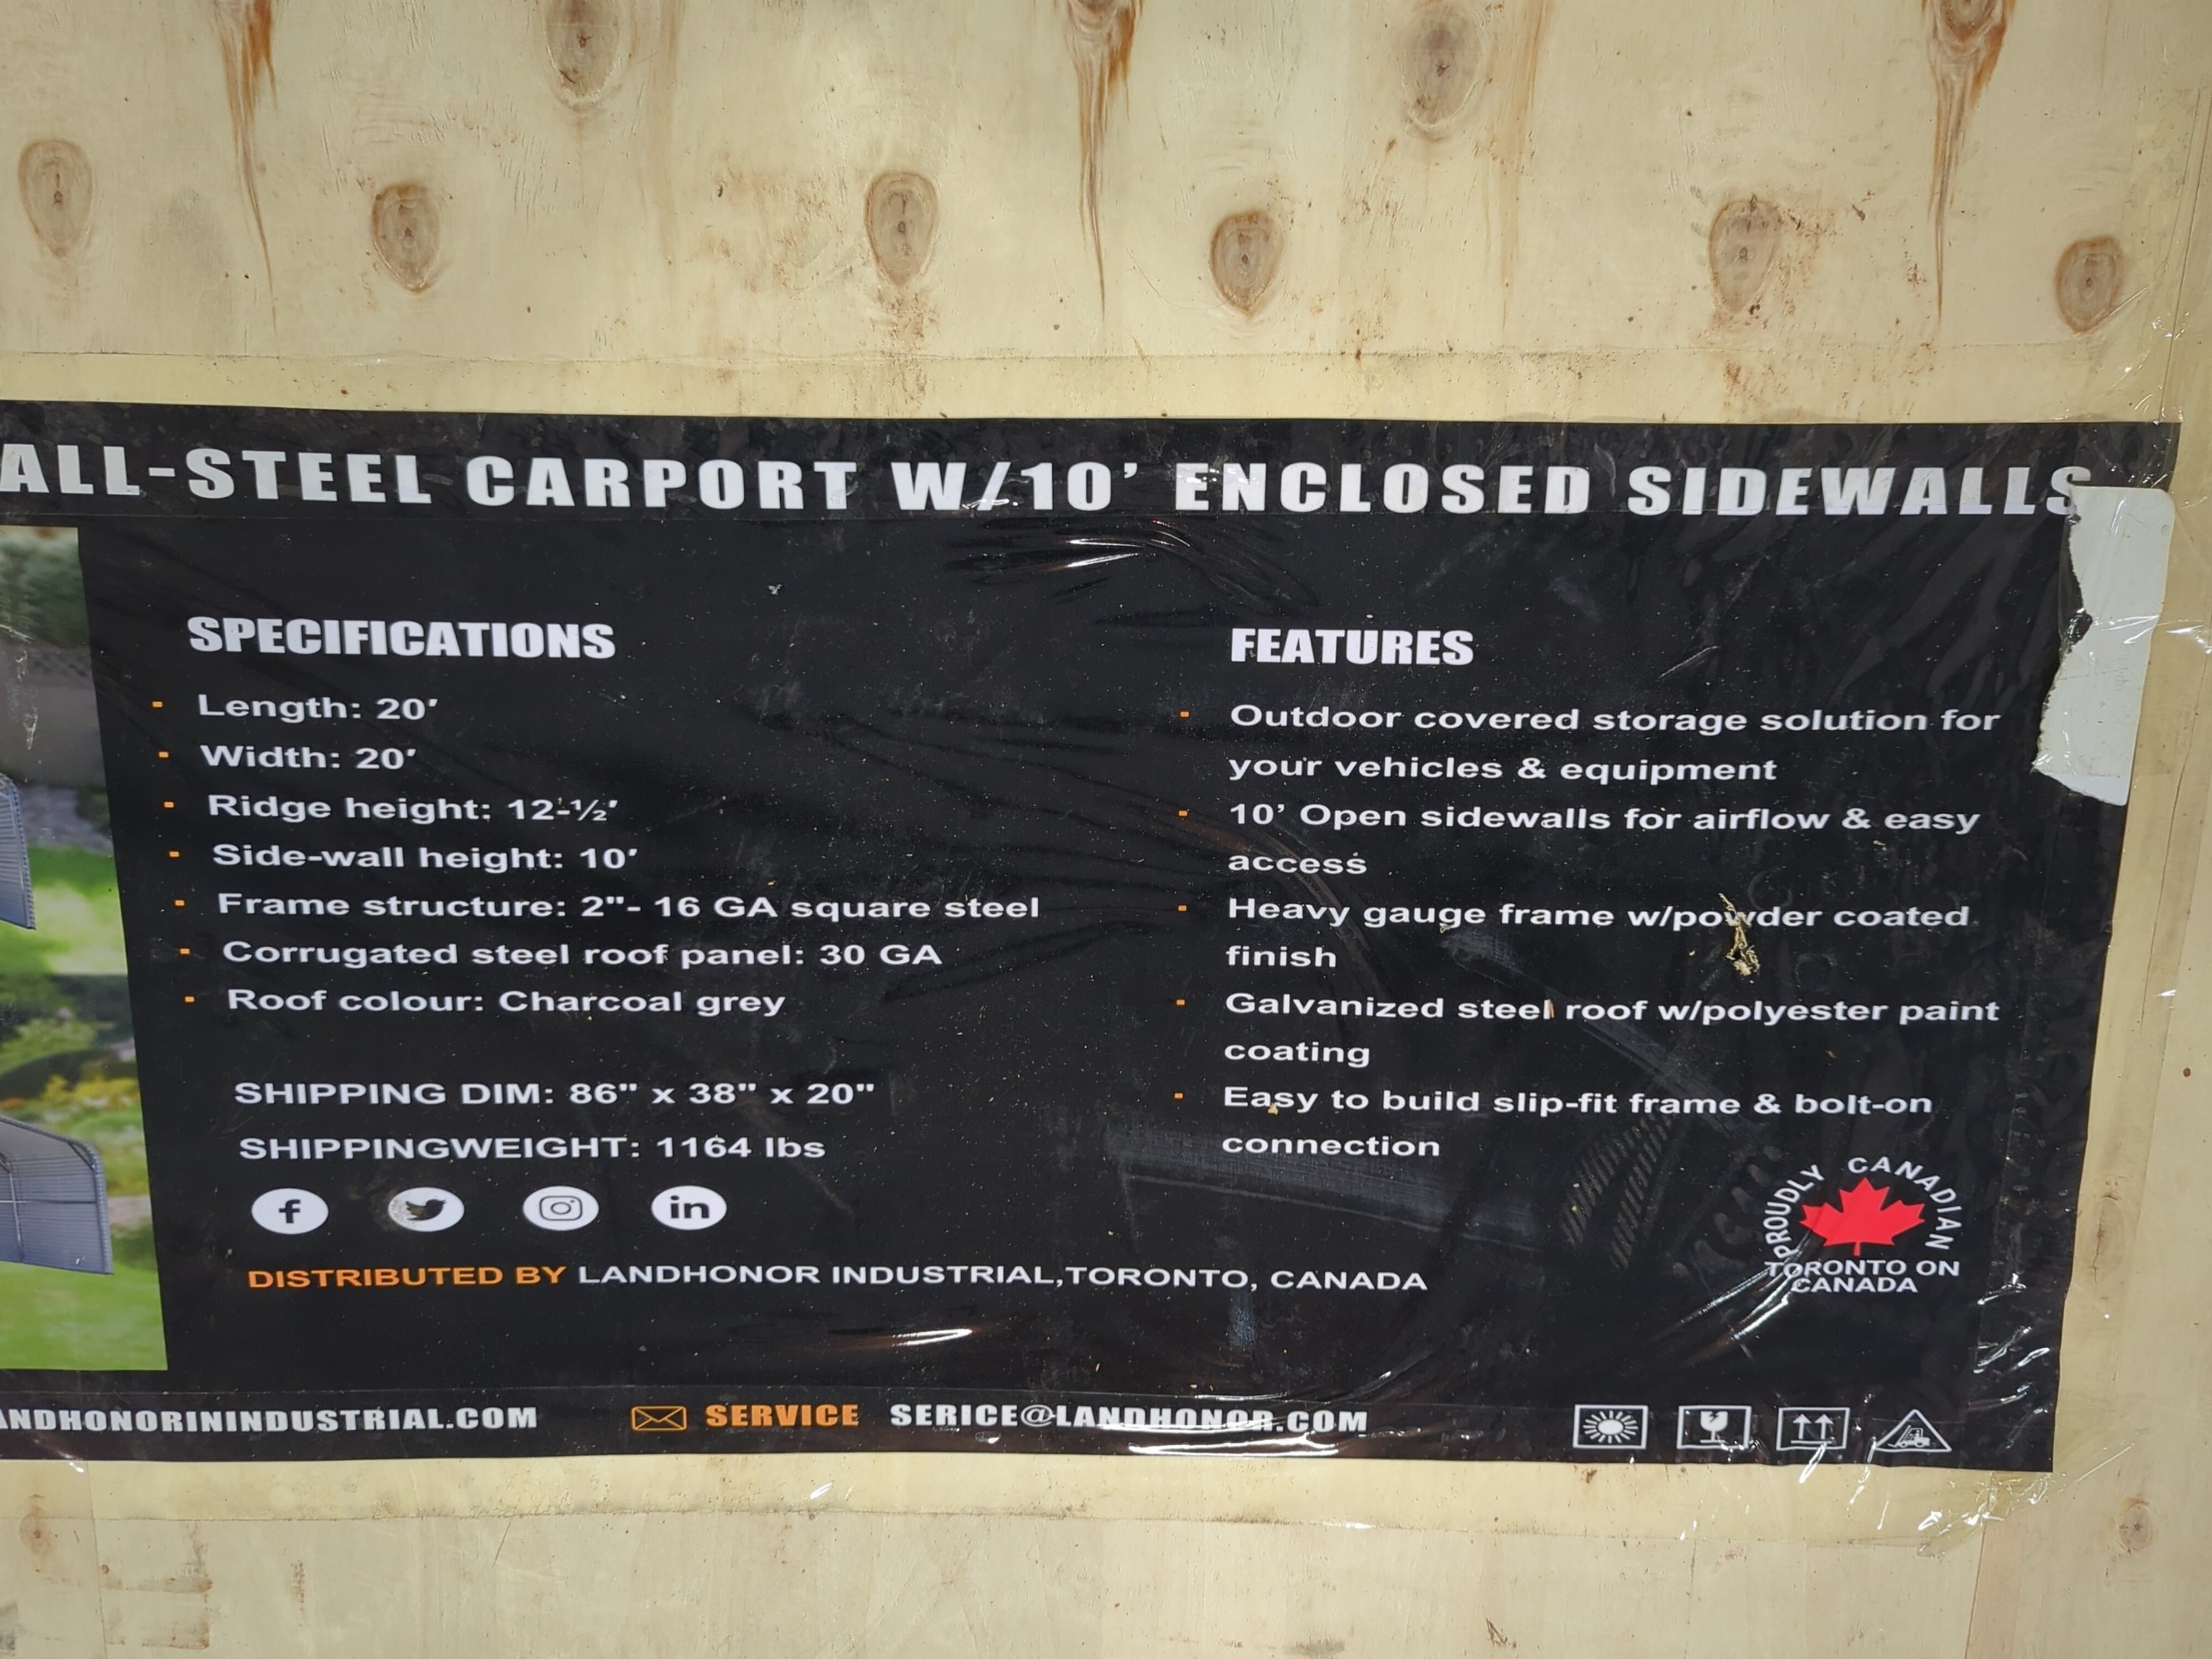 ALL-STEEL CARPORT W/10’ ENCLOSED SIDEWALLS
SPECIFICATIONS
Length: 20′
Width: 20′
Ridge height: 12-½′
Side-wall height: 10′
Frame structure: 2"- 16 GA square steel
Corrugated steel roof panel: 30 GA
Roof colour: Charcoal grey
SHIPPING DIM: 86" x 38" x 20"
SHIPPINGWEIGHT: 1164 lbs
FEATURES
Outdoor covered storage solution for
your vehicles & equipment
10’ Open sidewalls for airflow & easy
access
Heavy gauge frame w/powder coated
finish
Galvanized steel roof w/polyester paint
coating
Easy to build slip-fit frame & bolt-on
connection
PROUDLY CANADIAN
TORONTO ON
CANADA
DISTRIBUTED BY LANDHONOR INDUSTRIAL,TORONTO, CANADA
ANDHONORININDUSTRIAL.COM SERVICE SERICE@LANDHONOR.COM